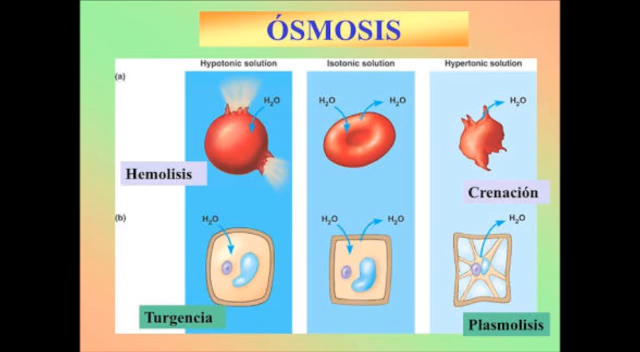 ÓSMOSIS
Hypotonic solution
Isotonic solution
Hypertonic solution
(a)
H₂O
H₂O
H₂O
H₂O
Hemolisis
Crenación
(b)
H₂O
H₂O
H₂O
H₂O
Turgencia
Plasmolisis